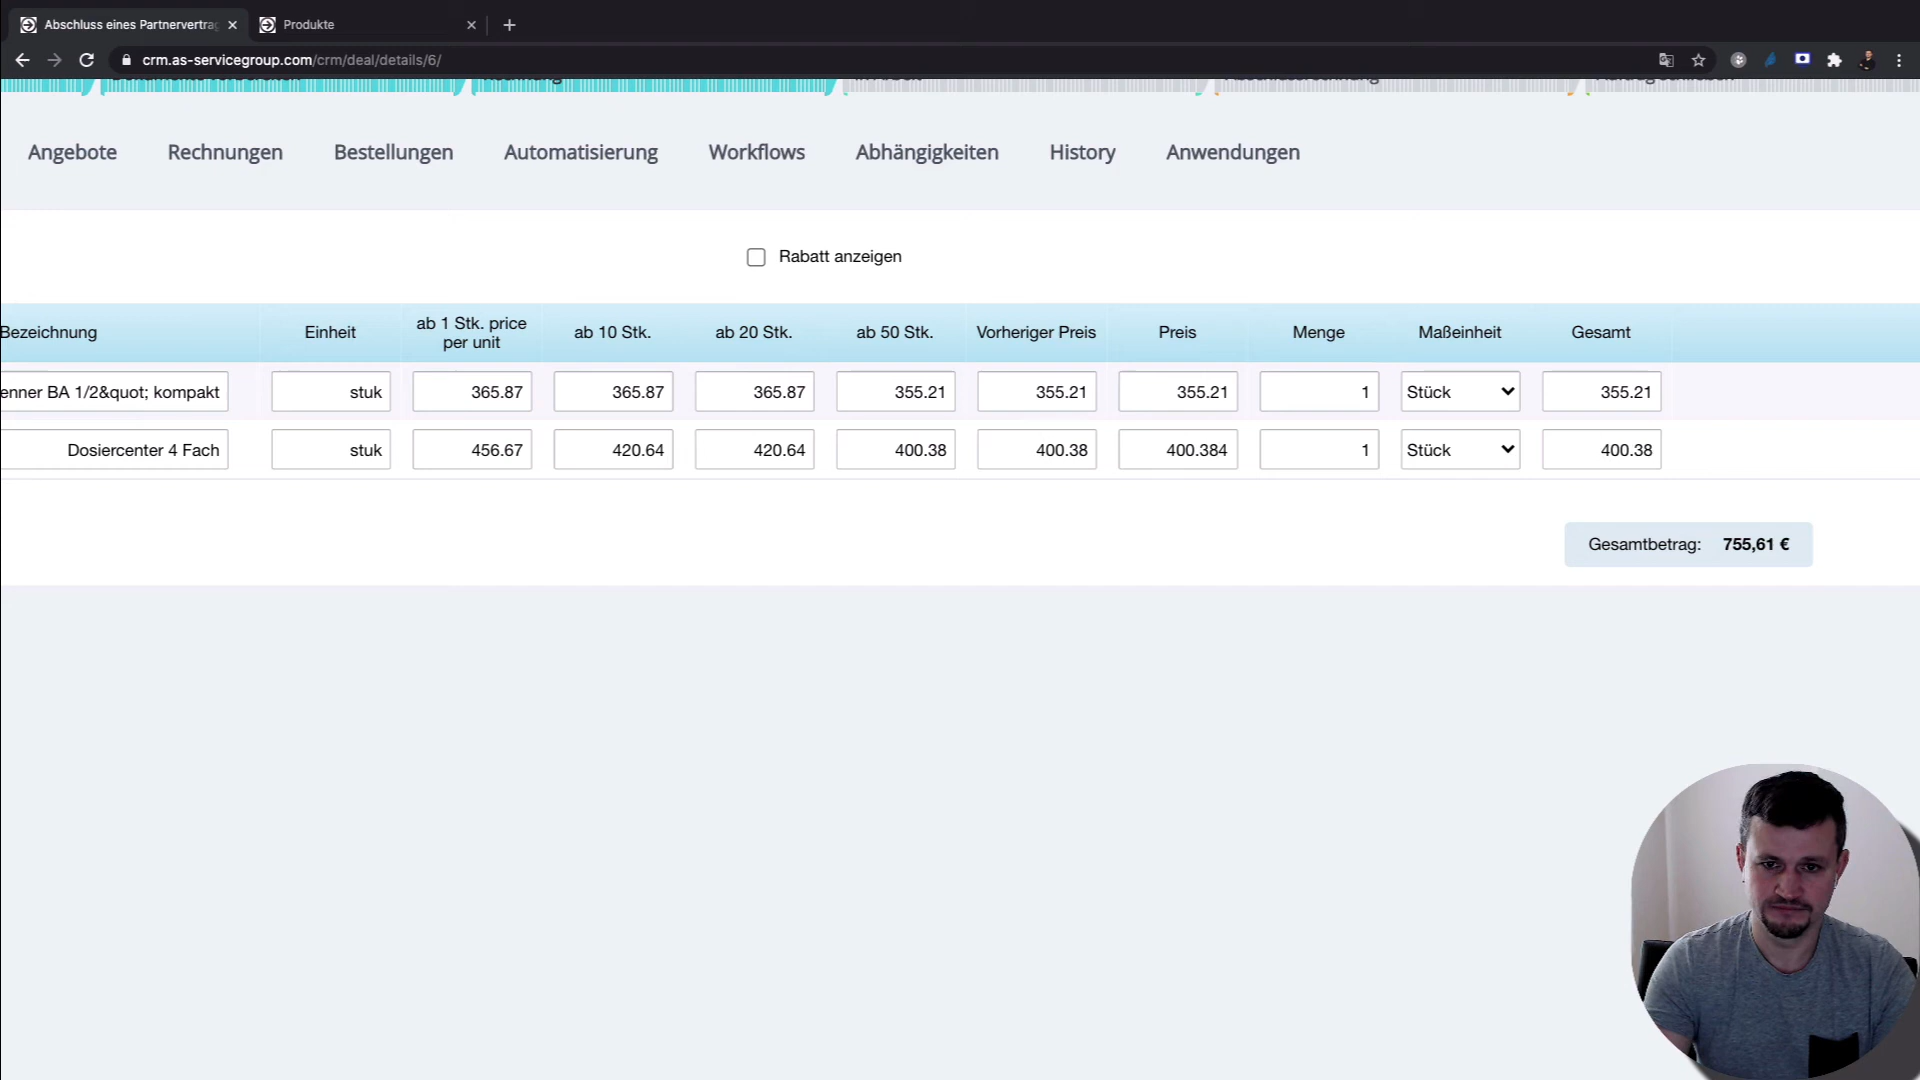 Abschluss eines Partnervertrag
Produkte
crm.as-servicegroup.com/crm/deal/details/6/
Angebote Rechnungen Bestellungen Automatisierung Workflows Abhängigkeiten History Anwendungen
Rabatt anzeigen
Bezeichnung Einheit ab 1 Stk. price per unit ab 10 Stk. ab 20 Stk. ab 50 Stk. Vorheriger Preis Preis Menge Maßeinheit Gesamt
enner BA 1/2&quot; kompakt stuk 365.87 365.87 365.87 355.21 355.21 355.21 1 Stück 355.21
Dosiercenter 4 Fach stuk 456.67 420.64 420.64 400.38 400.38 400.384 1 Stück 400.38
Gesamtbetrag: 755,61 €